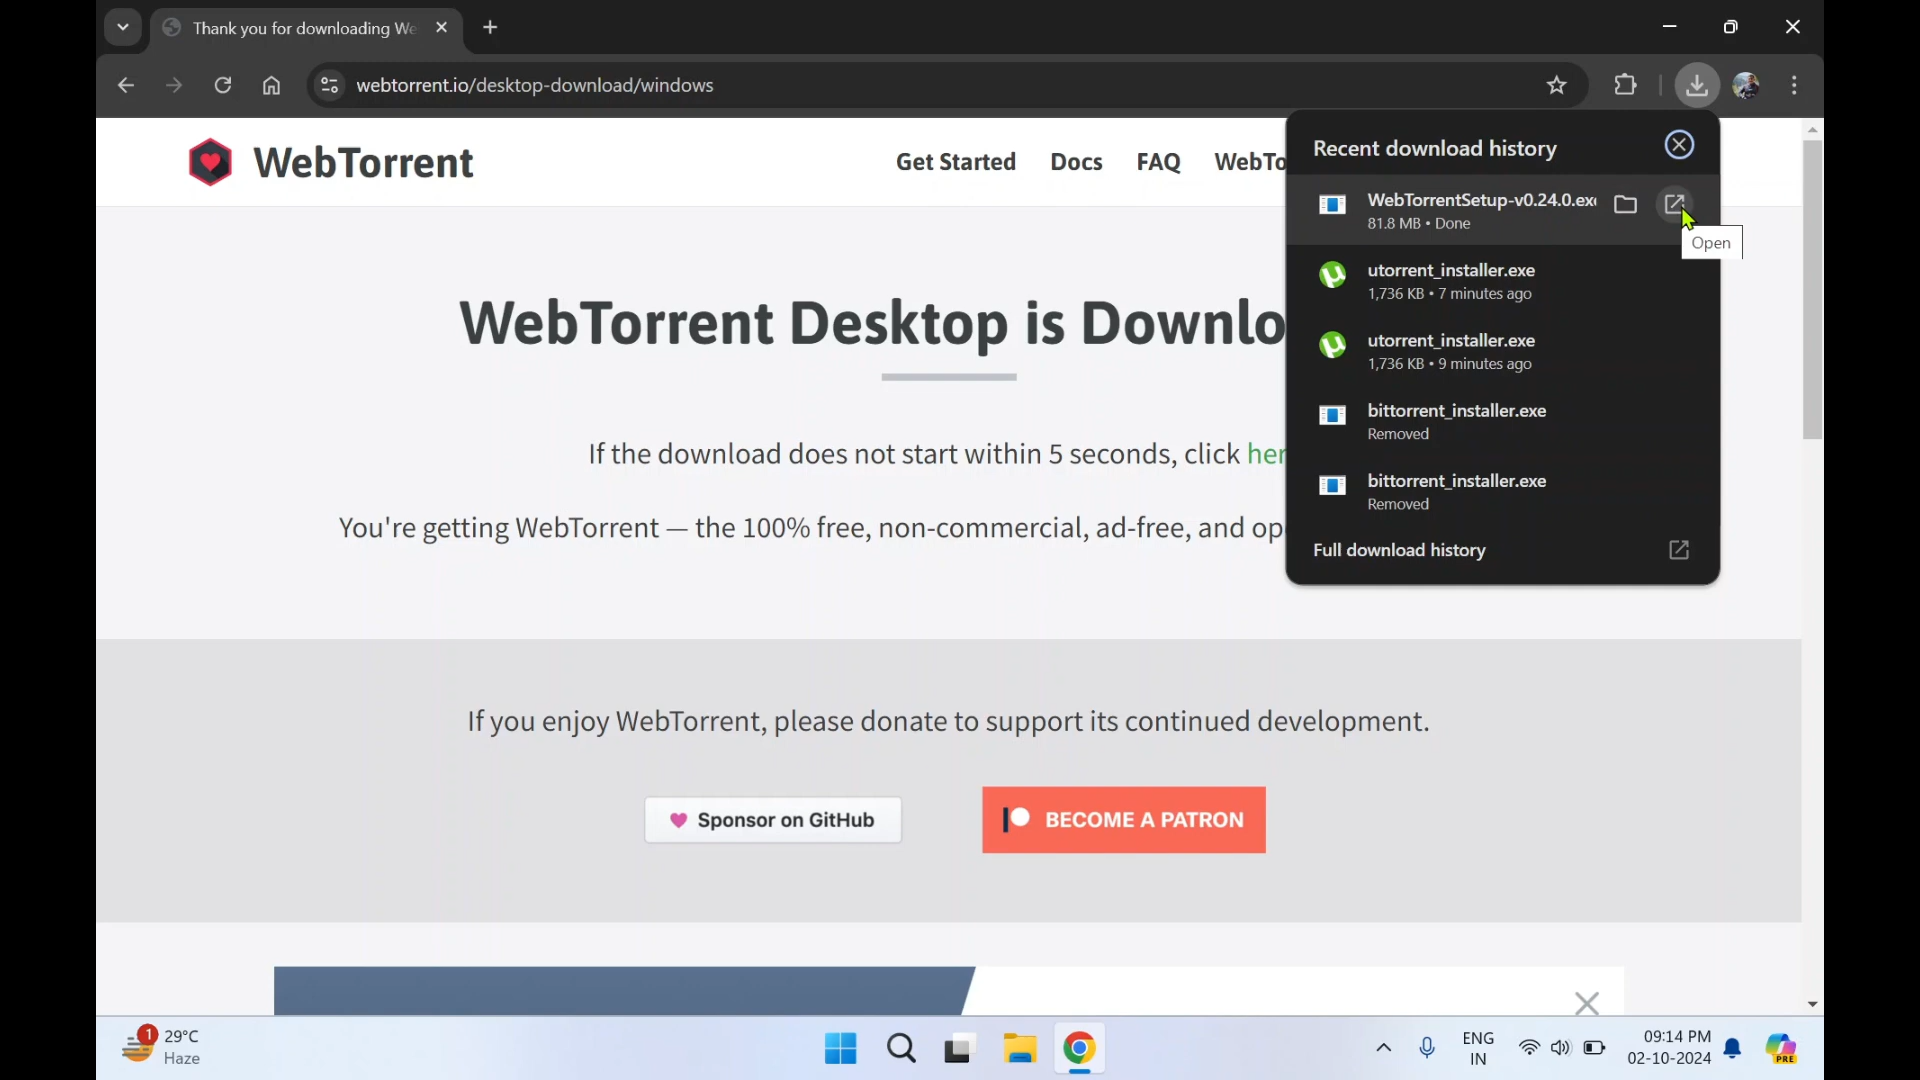 Thank you for downloading We
webtorrent.io/desktop-download/windows
WebTorrent
Get Started Docs FAQ WebTo
Recent download history
WebTorrentSetup-v0.24.0.exe
81.8 MB • Done
Open
utorrent_installer.exe
1,736 KB • 7 minutes ago
utorrent_installer.exe
1,736 KB • 9 minutes ago
bittorrent_installer.exe
Removed
bittorrent_installer.exe
Removed
Full download history
WebTorrent Desktop is Downlo
If the download does not start within 5 seconds, click her
You're getting WebTorrent — the 100% free, non-commercial, ad-free, and op
If you enjoy WebTorrent, please donate to support its continued development.
Sponsor on GitHub
BECOME A PATRON
1
29°C
Haze
ENG
IN
09:14 PM
02-10-2024
PRE